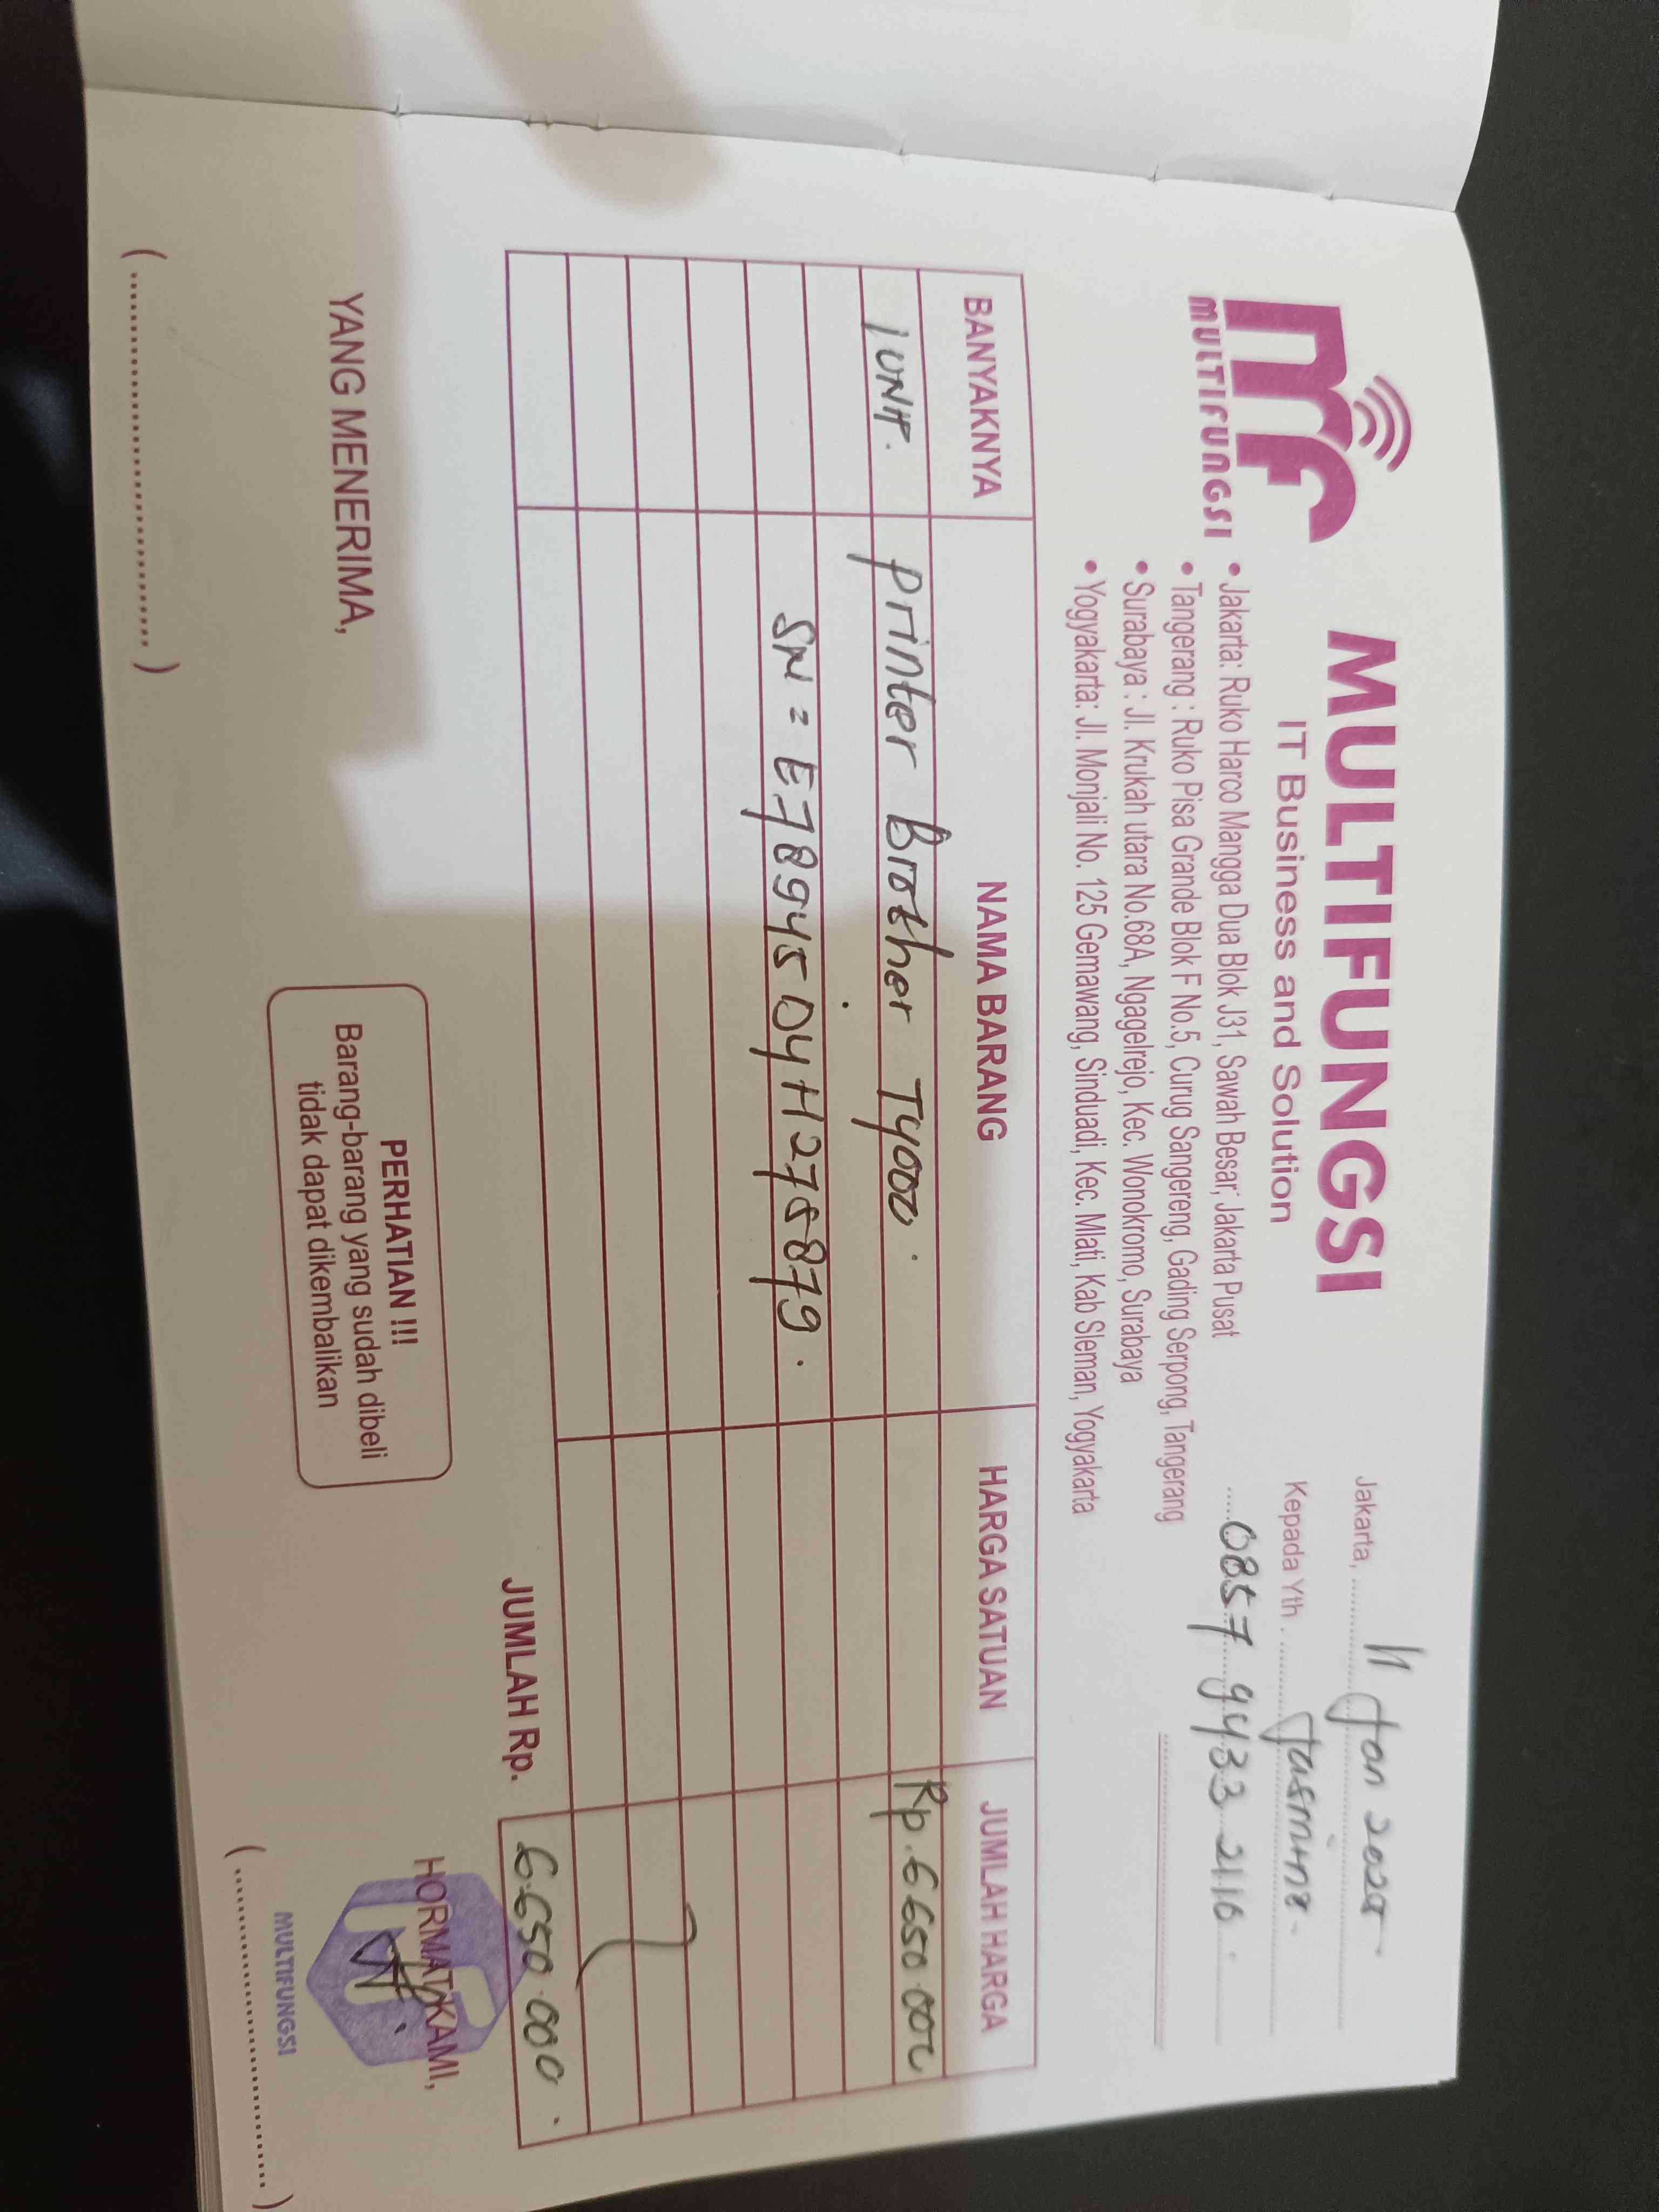 MULTIFUNGSI
MULTIFUNGSI
IT Business and Solution
• Jakarta: Ruko Harco Mangga Dua Blok J31, Sawah Besar, Jakarta Pusat
• Tangerang : Ruko Pisa Grande Blok F No.5, Curug Sangereng, Gading Serpong, Tangerang
• Surabaya : Jl. Krukah utara No.68A, Ngagelrejo, Kec. Wonokromo, Surabaya
• Yogyakarta: Jl. Monjali No. 125 Gemawang, Sinduadi, Kec. Mlati, Kab Sleman, Yogyakarta
Jakarta, 11 Jan 2025
Kepada Yth. Jasmine.
0857 9433 2116.
BANYAKNYA NAMA BARANG HARGA SATUAN JUMLAH HARGA
1 Unit. Printer Brother T4000. Rp. 6.650.000
SN = E78945D4H275879.
JUMLAH Rp. 6.650.000.
YANG MENERIMA,
PERHATIAN !!!
Barang-barang yang sudah dibeli
tidak dapat dikembalikan
HORMAT KAMI,
MULTIFUNGSI
(....................) (....................)